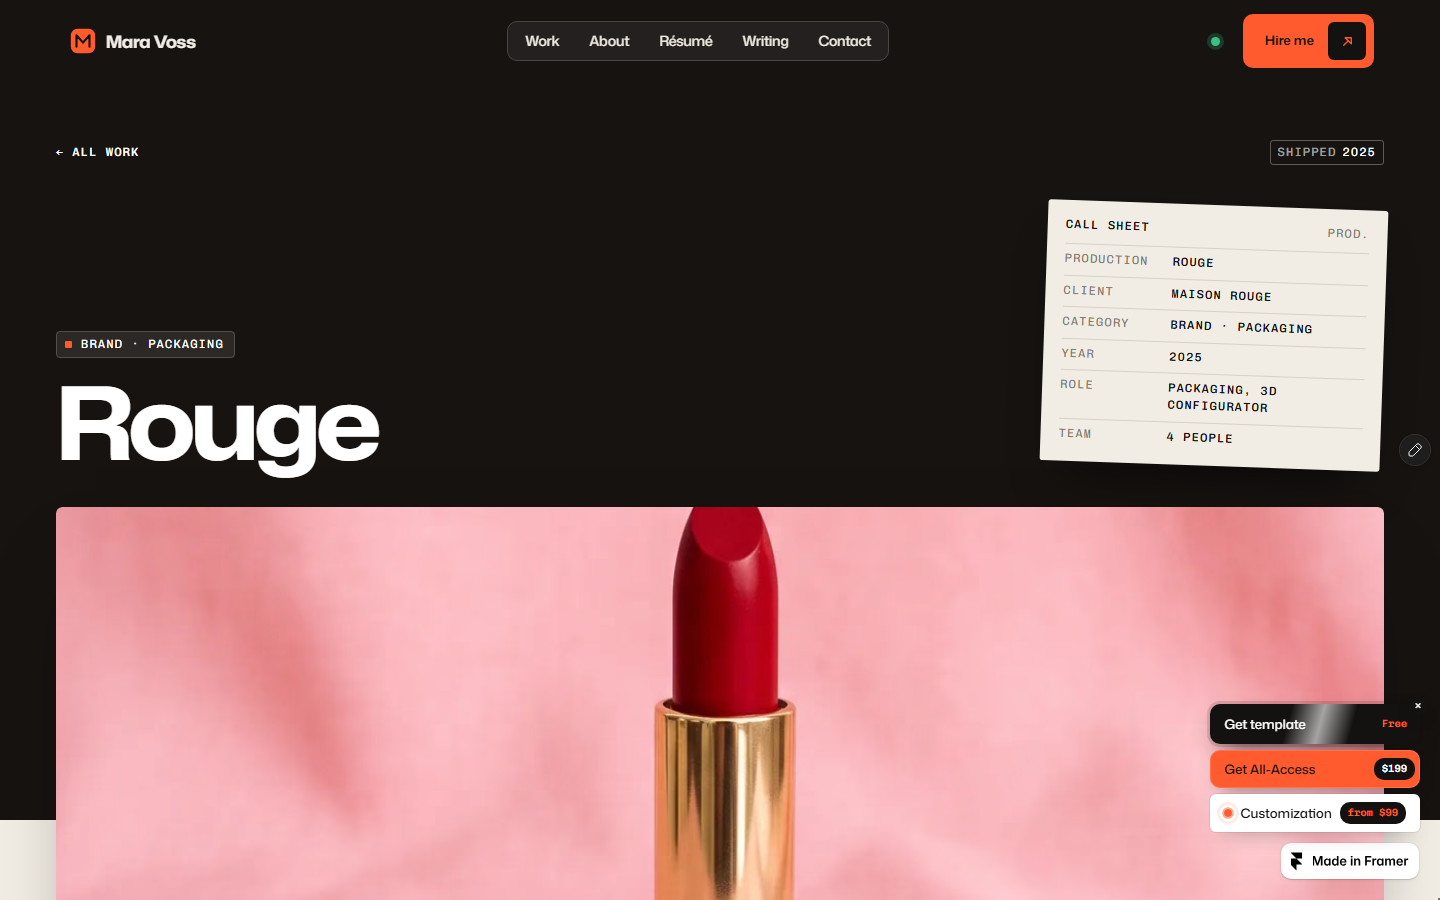 Mara Voss
Work About Résumé Writing Contact
Hire me
← ALL WORK
SHIPPED 2025
CALL SHEET PROD.
PRODUCTION ROUGE
CLIENT MAISON ROUGE
CATEGORY BRAND · PACKAGING
YEAR 2025
ROLE PACKAGING, 3D
CONFIGURATOR
TEAM 4 PEOPLE
BRAND · PACKAGING
Rouge
Get template Free
Get All-Access $199
Customization from $99
Made in Framer